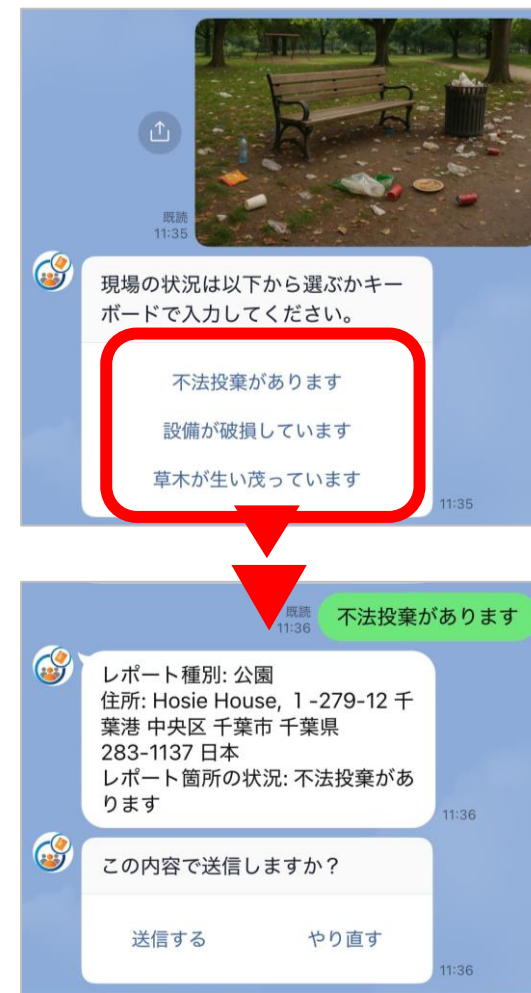 既読
11:35
現場の状況は以下から選ぶかキー
ボードで入力してください。
不法投棄があります
設備が破損しています
草木が生い茂っています
11:35
既読
11:36
不法投棄があります
レポート種別: 公園
住所: Hosie House, １-279-12 千
葉港 中央区 千葉市 千葉県
283-1137 日本
レポート箇所の状況: 不法投棄があ
ります
11:36
この内容で送信しますか？
送信する
やり直す
11:36